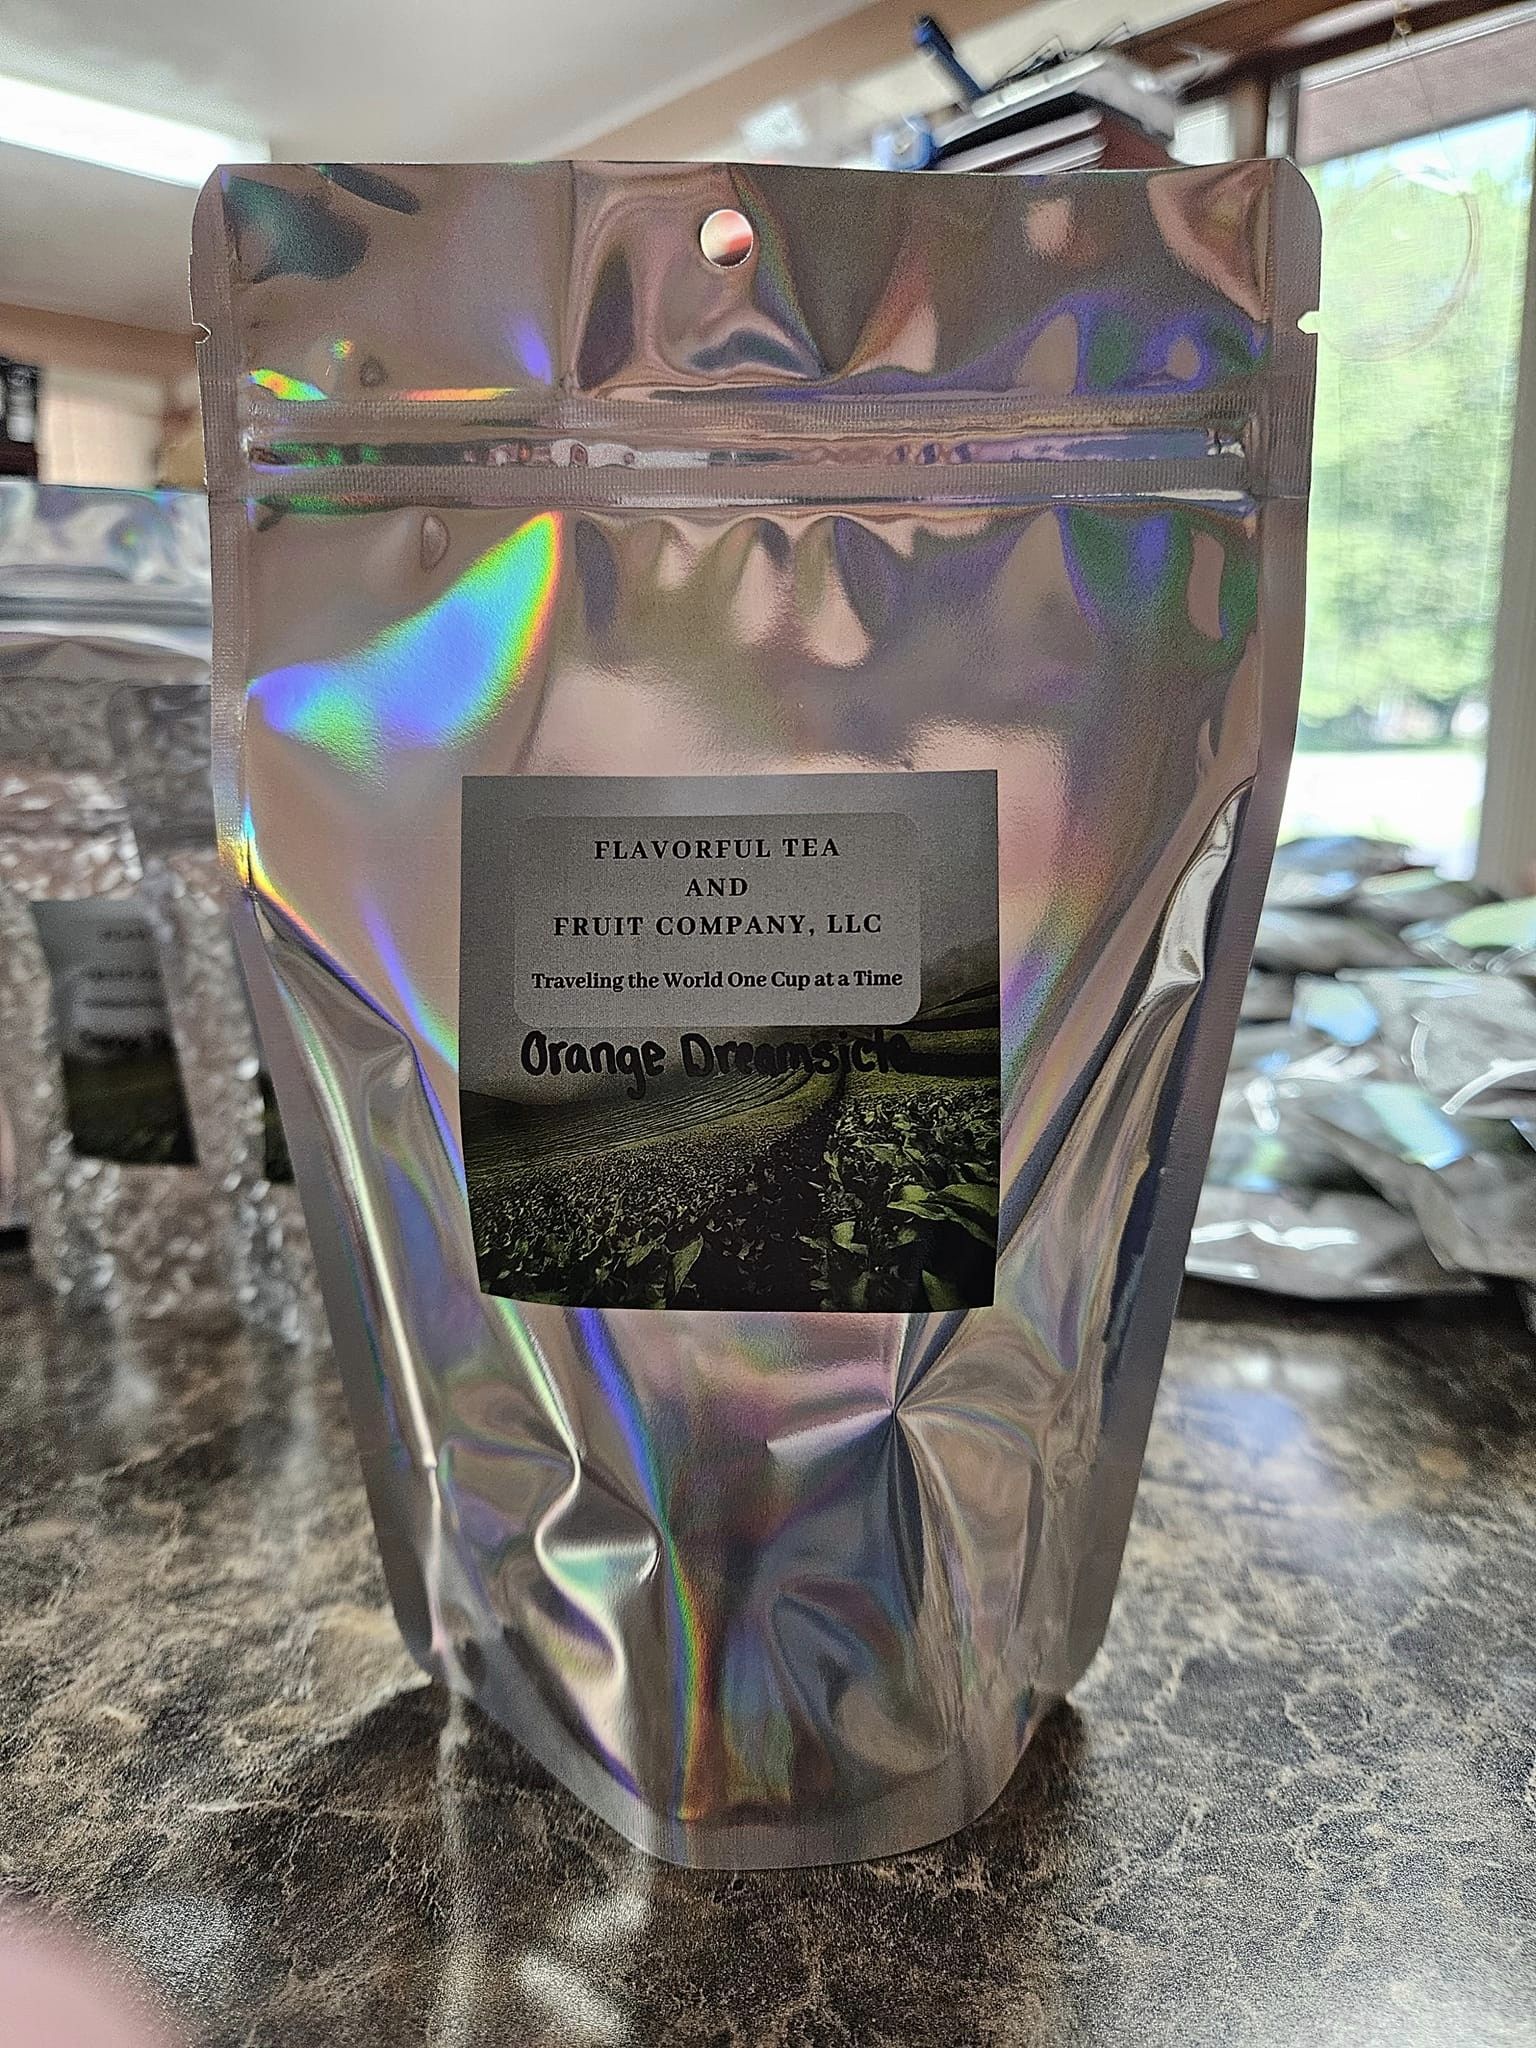 FLAVORFUL TEA
AND
FRUIT COMPANY, LLC
Traveling the World One Cup at a Time
Orange Dreamsicle